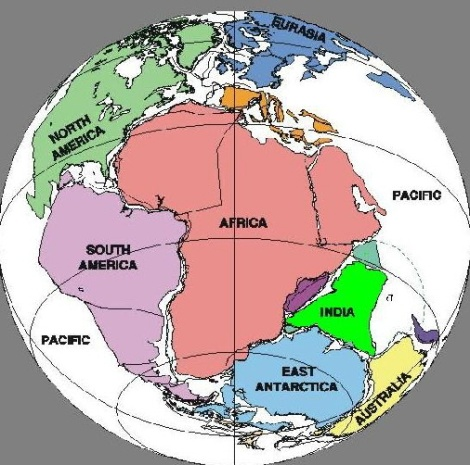 EURASIA
NORTH
AMERICA
PACIFIC
AFRICA
SOUTH
AMERICA
INDIA
PACIFIC
EAST
ANTARCTICA
AUSTRALIA